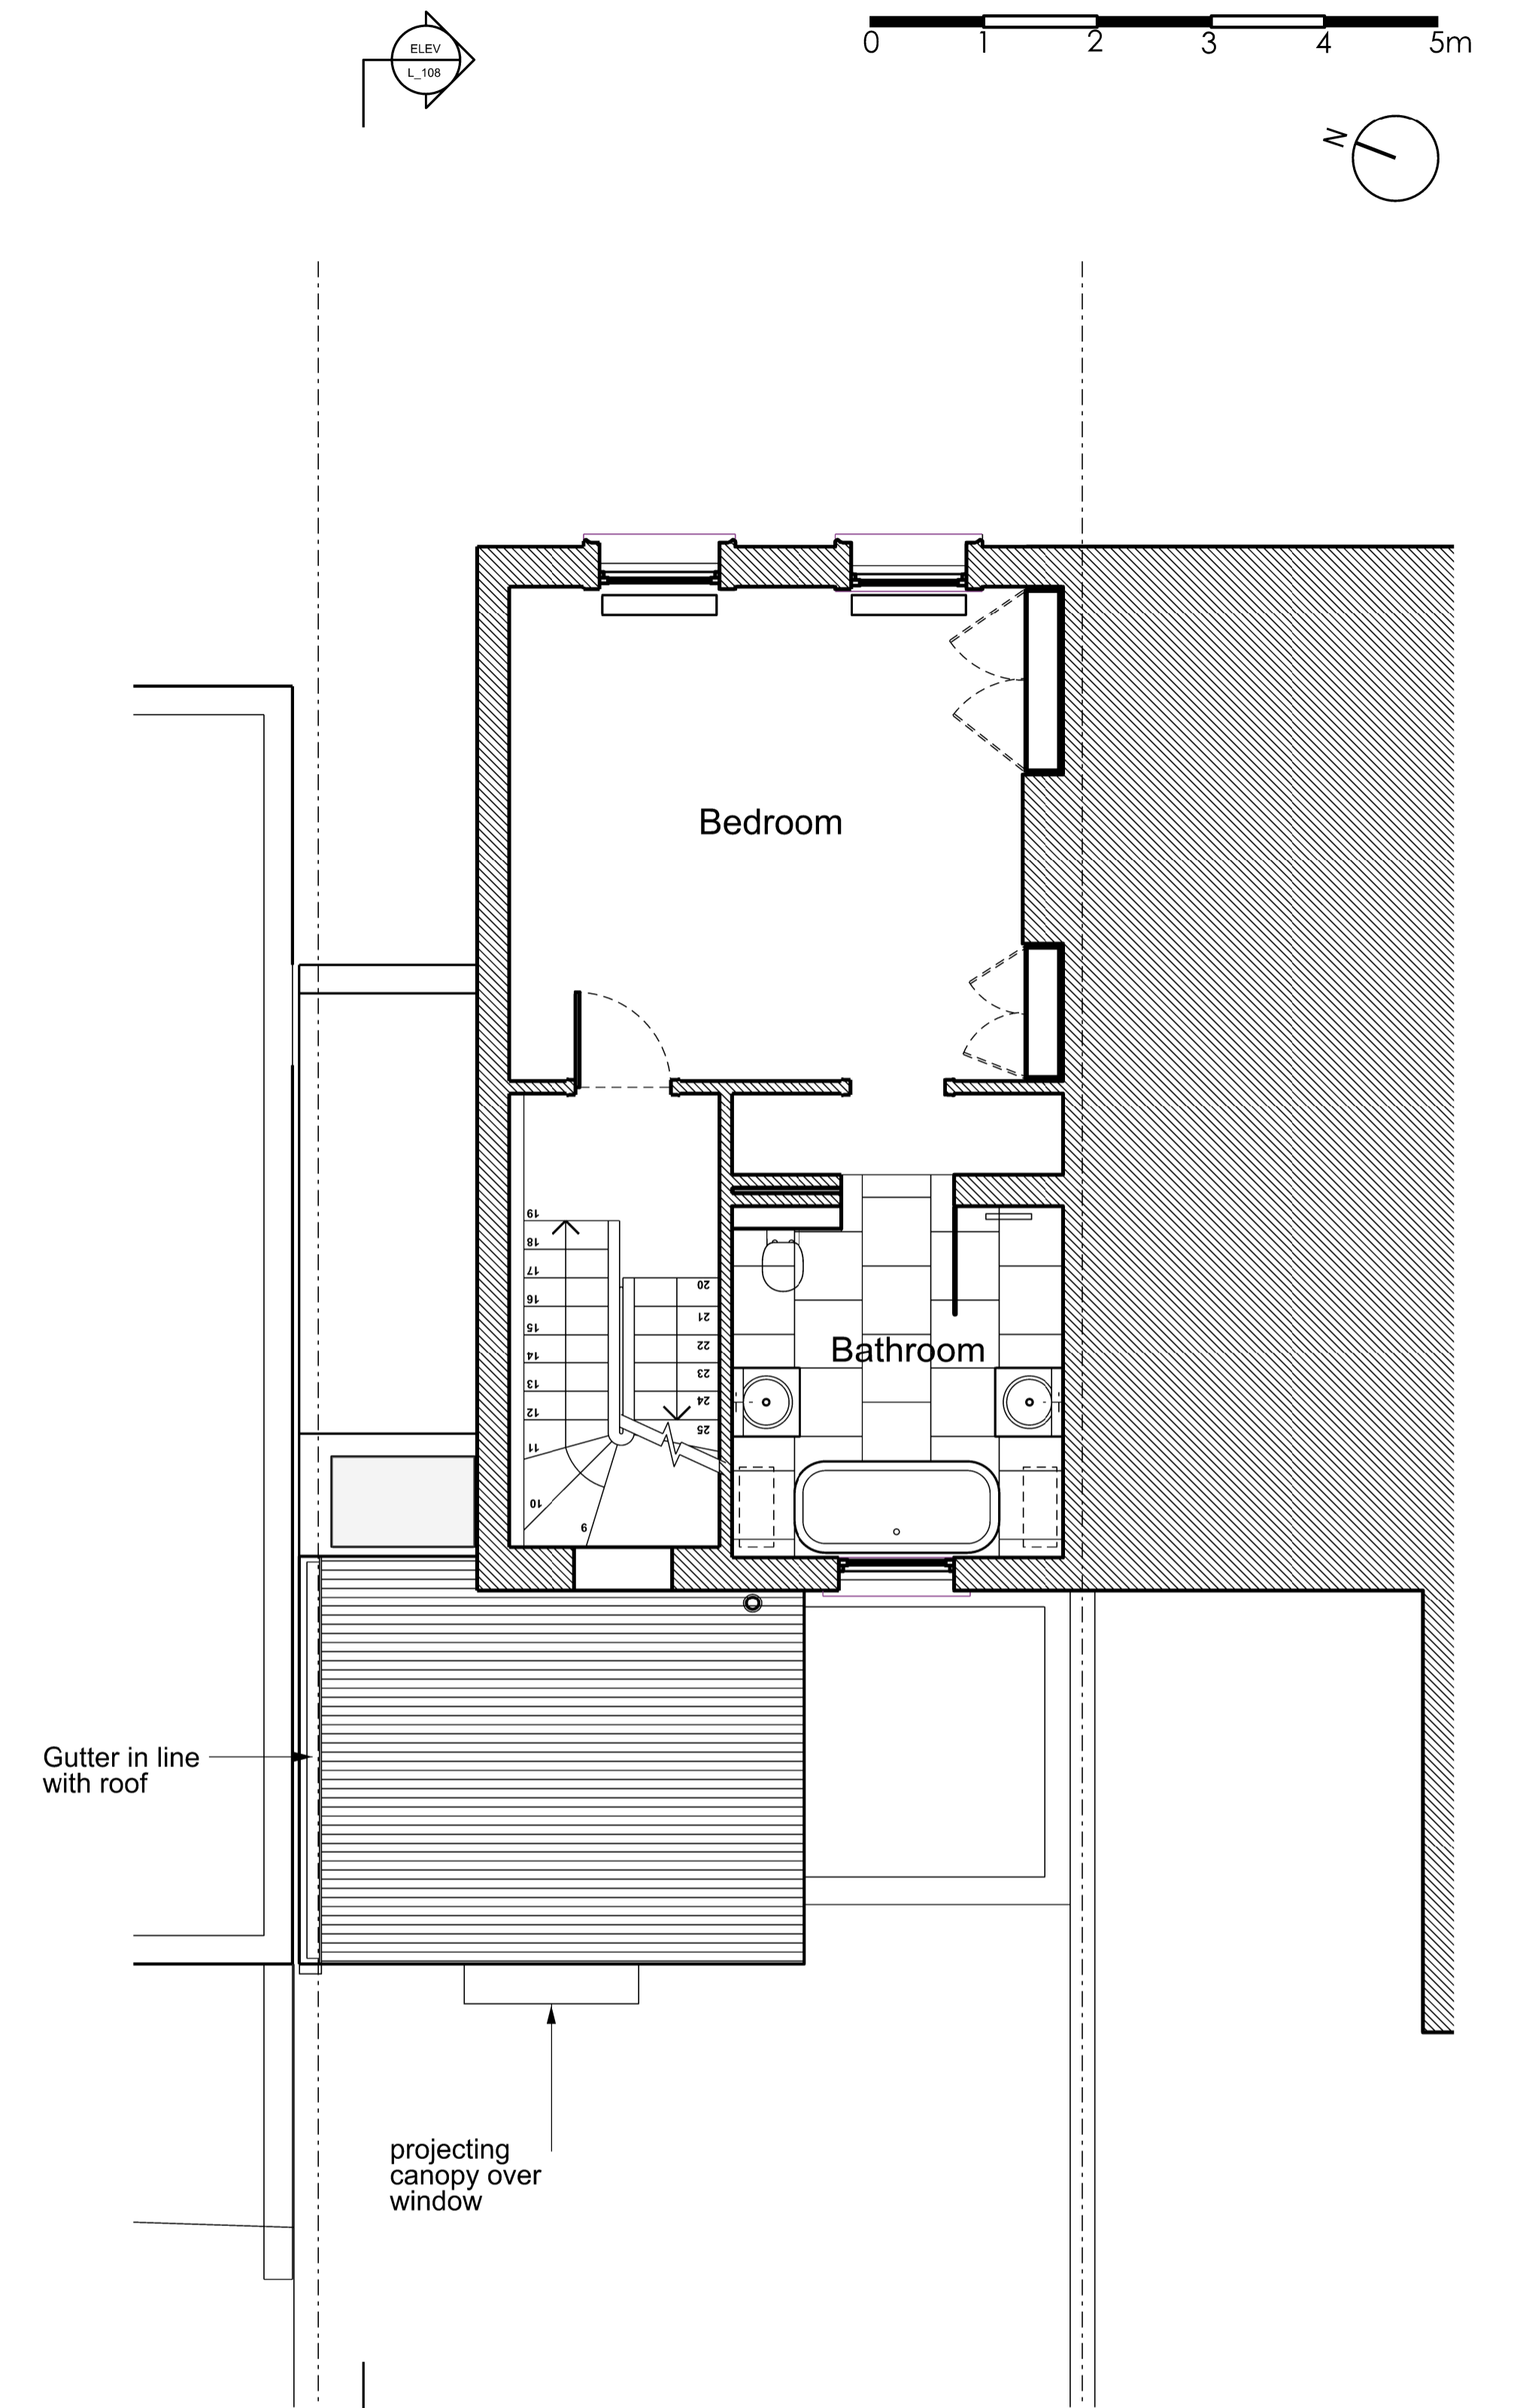 ELEV
L_108
0 1 2 3 4 5m
N
Bedroom
19
18
17
16
15
14
13
12
11
10
9
20
21
22
23
24
25
Bathroom
Gutter in line
with roof
projecting
canopy over
window